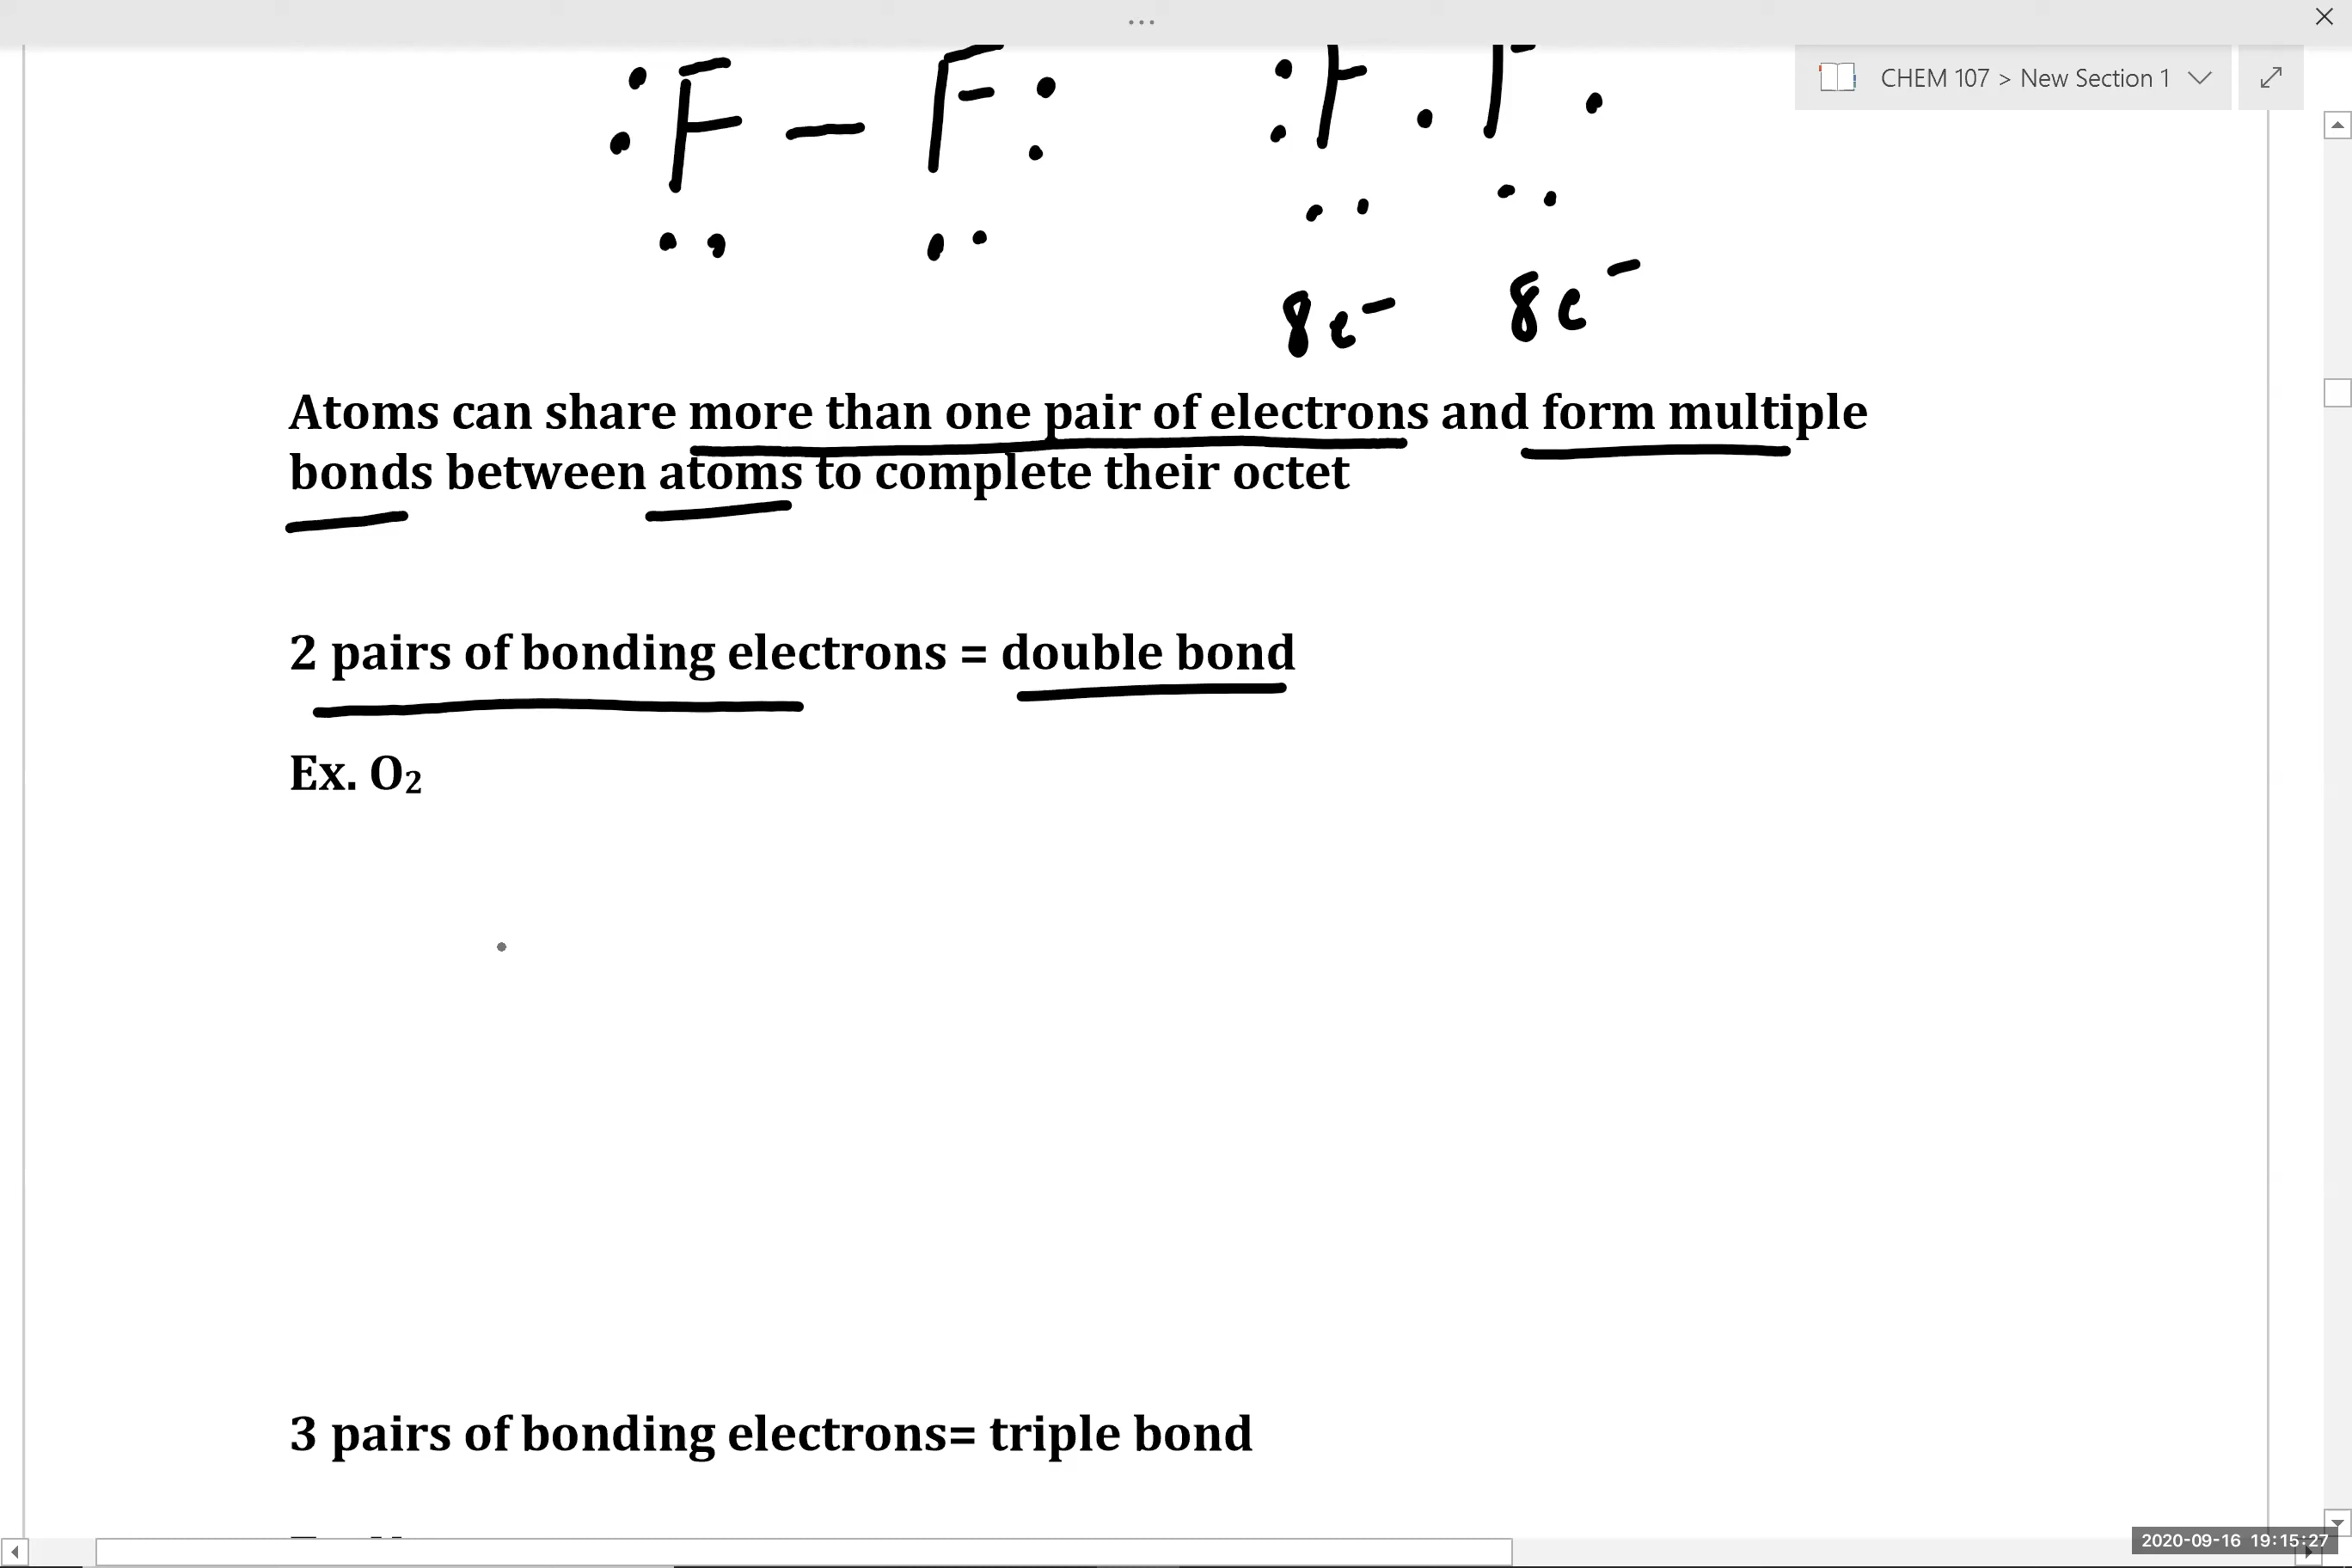 CHEM 107 > New Section 1
:F – F:
:F . F .
8e⁻ 8e⁻
Atoms can share more than one pair of electrons and form multiple
bonds between atoms to complete their octet
2 pairs of bonding electrons = double bond
Ex. O₂
3 pairs of bonding electrons= triple bond
2020-09-16 19:15:27